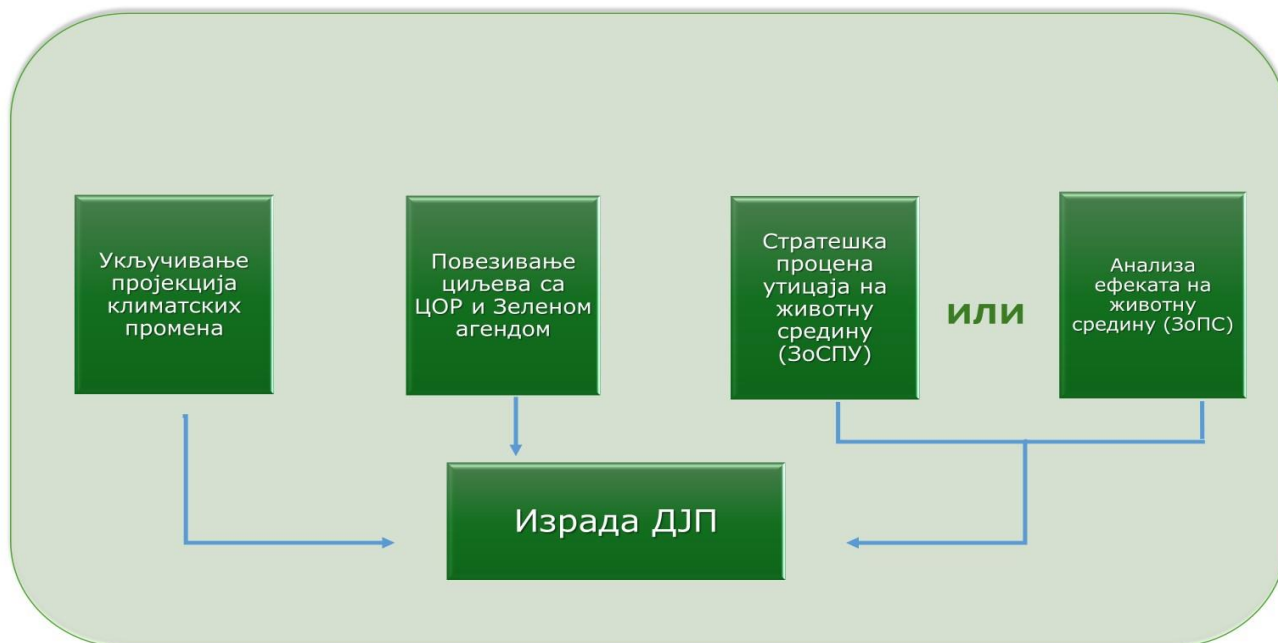 Укључивање
пројекција
климатских
промена
Повезивање
циљева са
ЦОР и Зеленом
агендом
Стратешка
процена
утицаја на
животну
средину
(ЗоСПУ)
или
Анализа
ефеката на
животну
средину (ЗоПС)
Израда ДЈП